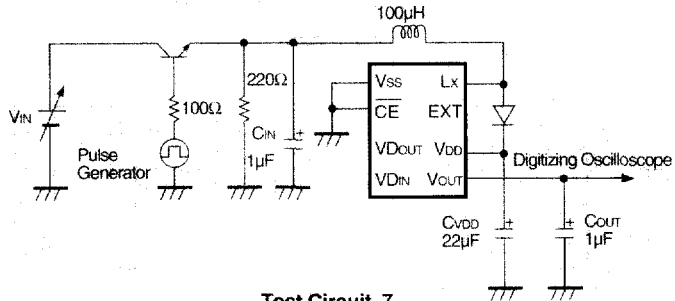 100μH
VIN
100Ω
Pulse
Generator
220Ω
CIN
1μF
VSS
LX
CE
EXT
VDOUT
VDD
VDIN
VOUT
Digitizing Oscilloscope
CVDD
22μF
COUT
1μF
Test Circuit 7